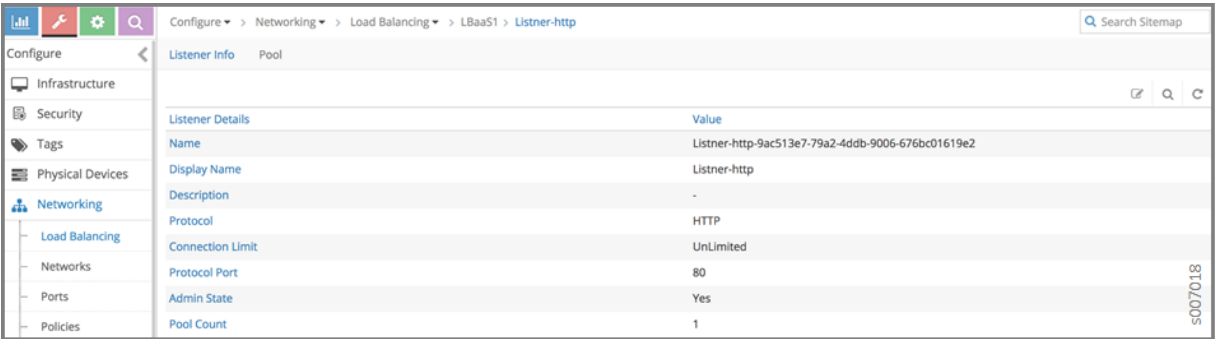 Configure > Networking > Load Balancing > LBaaS1 > Listner-http
Search Sitemap
Configure
Listener Info Pool
Infrastructure
Security
Tags
Physical Devices
Networking
Load Balancing
Networks
Ports
Policies
Listener Details Value
Name Listner-http-9ac513e7-79a2-4ddb-9006-676bc01619e2
Display Name Listner-http
Description -
Protocol HTTP
Connection Limit UnLimited
Protocol Port 80
Admin State Yes
Pool Count 1
s007018